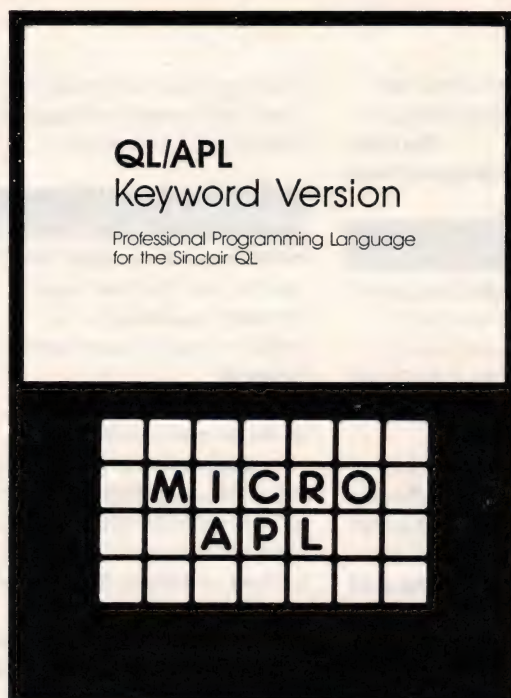 QL/APL
Keyword Version
Professional Programming Language
for the Sinclair QL
MICRO
APL